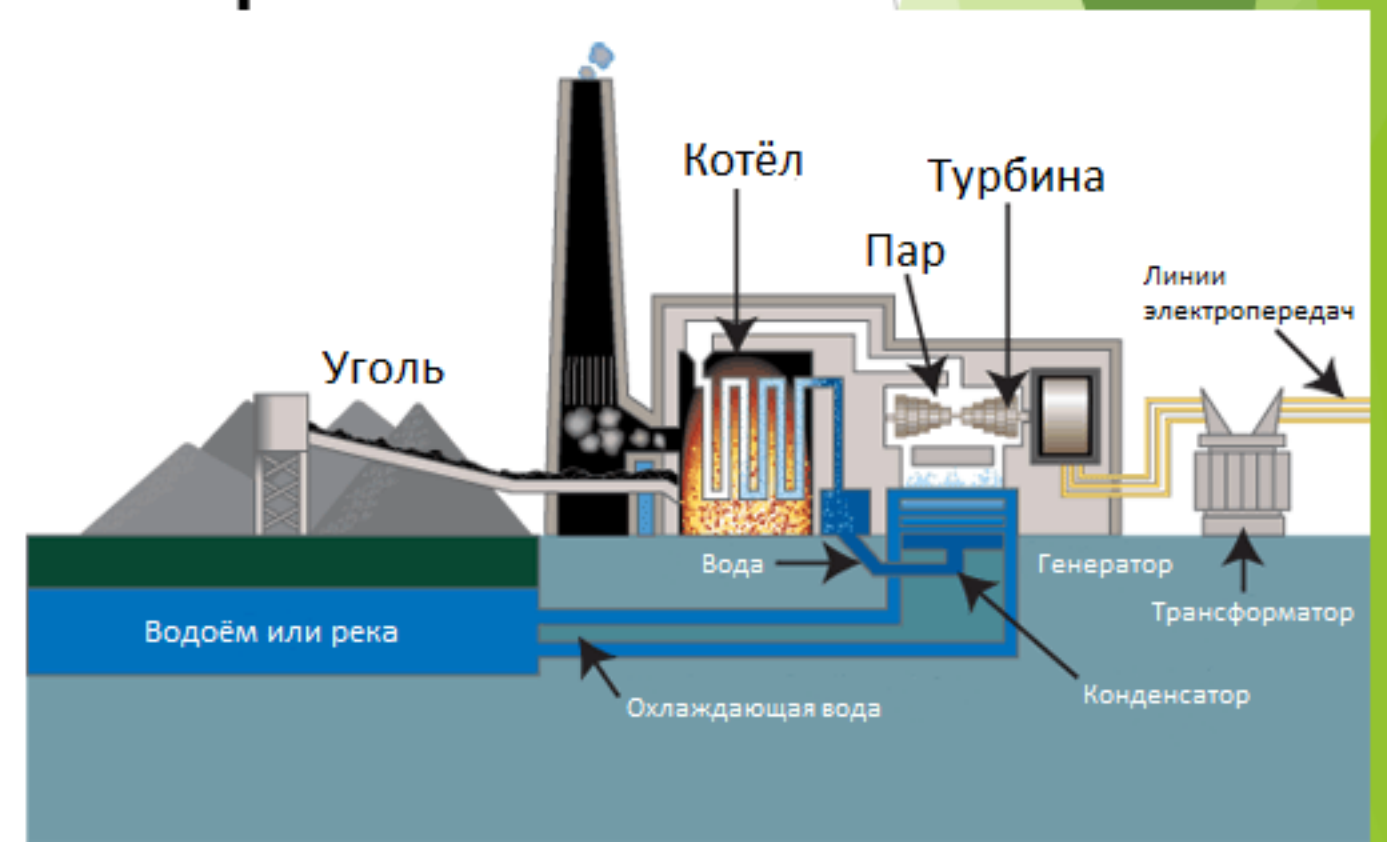 Котёл
Турбина
Пар
Линии
электропередач
Уголь
Вода
Генератор
Трансформатор
Водоём или река
Конденсатор
Охлаждающая вода